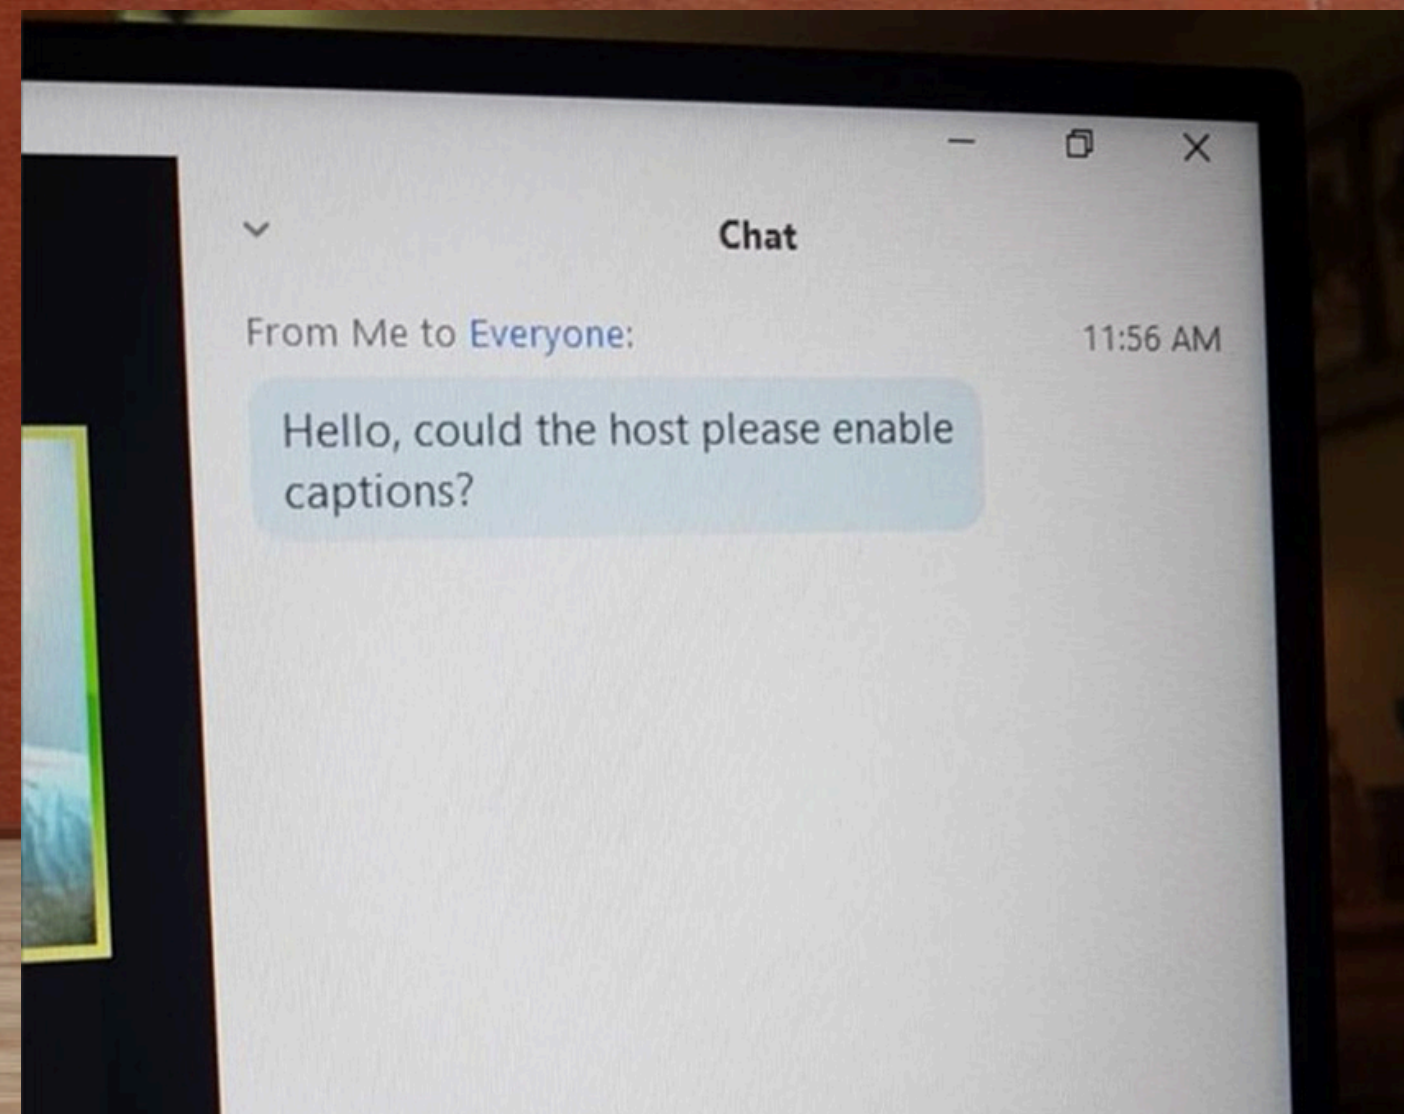 Chat
From Me to Everyone:
11:56 AM
Hello, could the host please enable
captions?